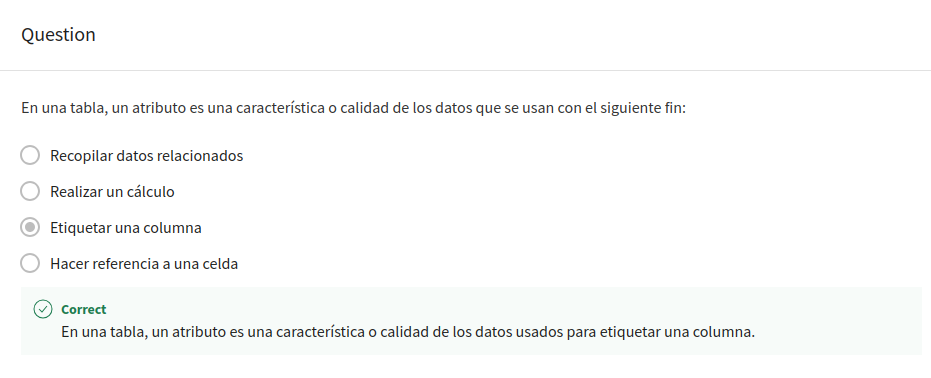 Question
En una tabla, un atributo es una característica o calidad de los datos que se usan con el siguiente fin:
Recopilar datos relacionados
Realizar un cálculo
Etiquetar una columna
Hacer referencia a una celda
Correct
En una tabla, un atributo es una característica o calidad de los datos usados para etiquetar una columna.